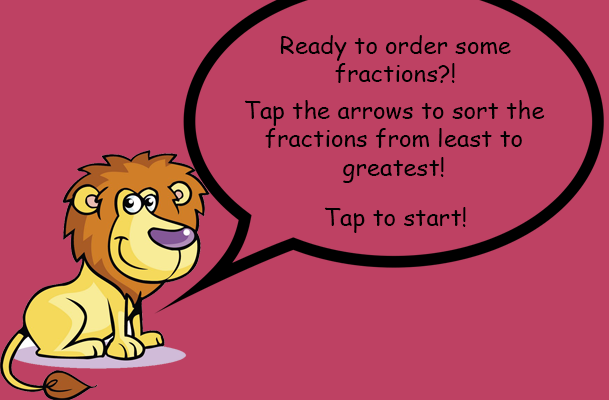 Ready to order some
fractions?!
Tap the arrows to sort the
fractions from least to
greatest!
Tap to start!